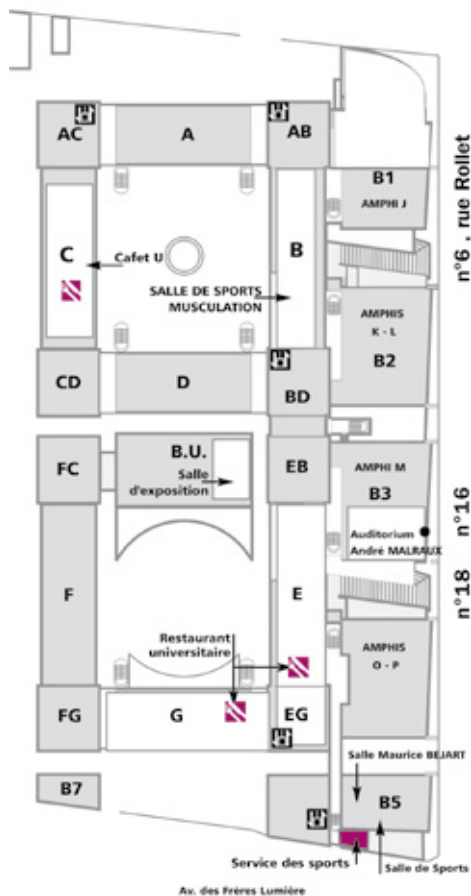 AC
A
AB
B1
AMPHI J
n°6 . rue Rollet
C
Cafet U
B
SALLE DE SPORTS
MUSCULATION
AMPHIS
K - L
B2
CD
D
BD
FC
B.U.
Salle
d'exposition
EB
AMPHI M
B3
n°16
Auditorium
André MALRAUX
n°18
F
E
Restaurant
universitaire
AMPHIS
O - P
FG
G
EG
Salle Maurice BEJART
B7
B5
Service des sports
Salle de Sports
Av. des Frères Lumière